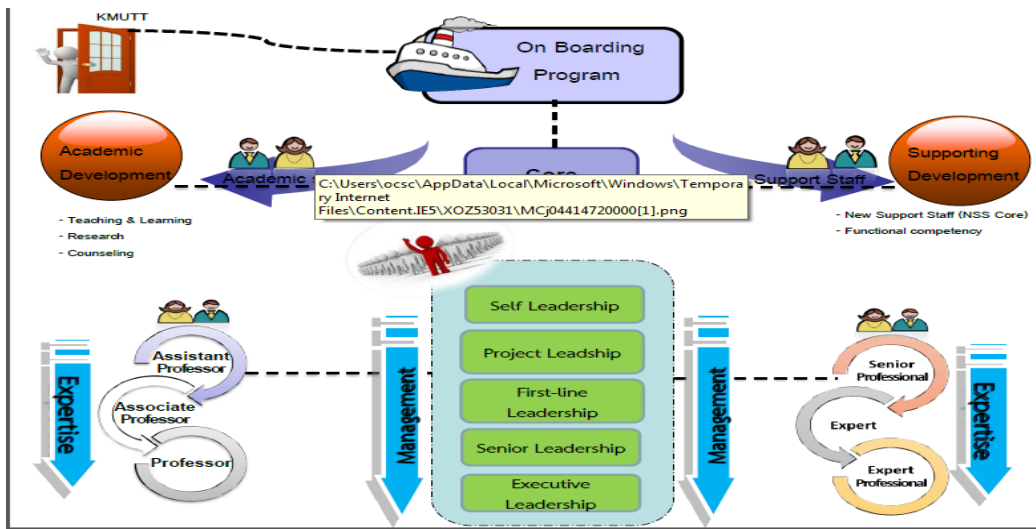 KMUTT
On Boarding
Program
Academic
Development
Academic
Core
Support Staff
Supporting
Development
C:\Users\ocsc\AppData\Local\Microsoft\Windows\Tempora
ry Internet
Files\Content.IE5\XOZ53031\MCj04414720000[1].png
- Teaching & Learning
- Research
- Counseling
- New Support Staff (NSS Core)
- Functional competency
Self Leadership
Project Leadship
First-line
Leadership
Senior Leadership
Executive
Leadership
Expertise
Assistant
Professor
Associate
Professor
Professor
Management
Management
Senior
Professional
Expert
Expert
Professional
Expertise